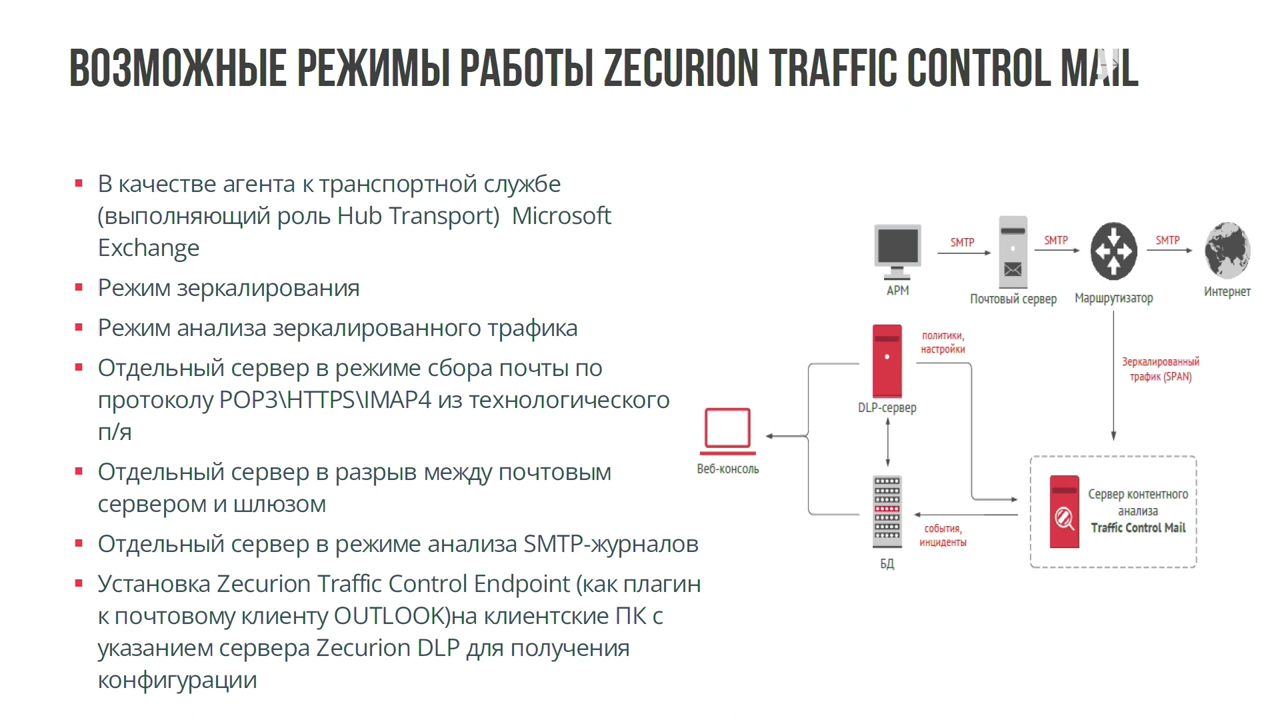 ВОЗМОЖНЫЕ РЕЖИМЫ РАБОТЫ ZECURION TRAFFIC CONTROL MAIL
В качестве агента к транспортной службе
(выполняющий роль Hub Transport) Microsoft
Exchange
Режим зеркалирования
Режим анализа зеркалированного трафика
Отдельный сервер в режиме сбора почты по
протоколу POP3\HTTPS\IMAP4 из технологического
п/я
Отдельный сервер в разрыв между почтовым
сервером и шлюзом
Отдельный сервер в режиме анализа SMTP-журналов
Установка Zecurion Traffic Control Endpoint (как плагин
к почтовому клиенту OUTLOOK)на клиентские ПК с
указанием сервера Zecurion DLP для получения
конфигурации
SMTP
SMTP
SMTP
АРМ
Почтовый сервер
Маршрутизатор
Интернет
политики,
настройки
Зеркалированный
трафик (SPAN)
DLP-сервер
Веб-консоль
Сервер контентного
анализа
Traffic Control Mail
события,
инциденты
БД